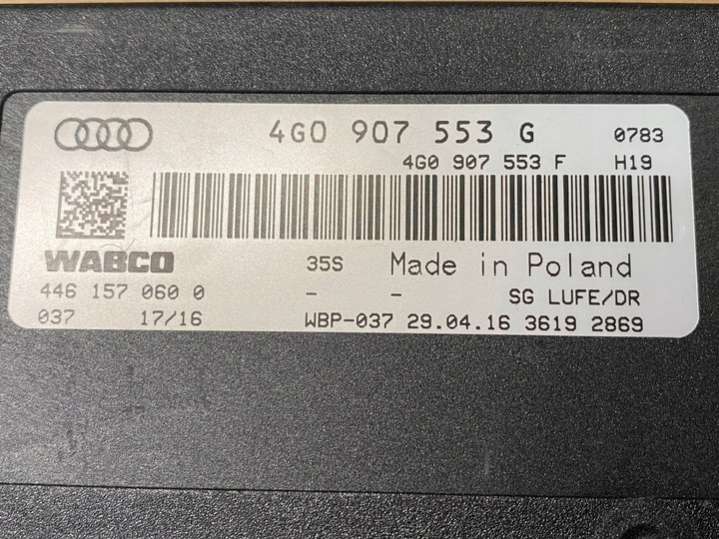 4G0 907 553 G 0783
4G0 907 553 F H19
WABCO 35S Made in Poland
446 157 060 0 - - SG LUFE/DR
037 17/16 WBP-037 29.04.16 3619 2869